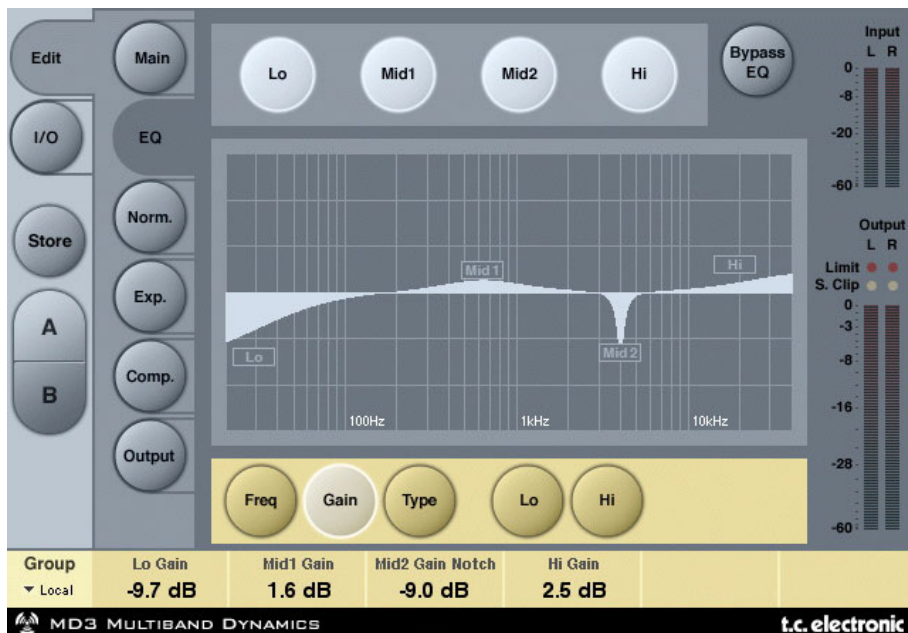 Edit
I/O
Store
A
B
Main
EQ
Norm.
Exp.
Comp.
Output
Lo
Mid1
Mid2
Hi
Bypass
EQ
Lo
Mid 1
Mid 2
Hi
100Hz
1kHz
10kHz
Input
L R
0
-8
-20
-60
Output
L R
Limit
S. Clip
0
-3
-8
-16
-28
-60
Freq
Gain
Type
Lo
Hi
Group
Local
Lo Gain
-9.7 dB
Mid1 Gain
1.6 dB
Mid2 Gain Notch
-9.0 dB
Hi Gain
2.5 dB
MD3 MULTIBAND DYNAMICS
t.c. electronic